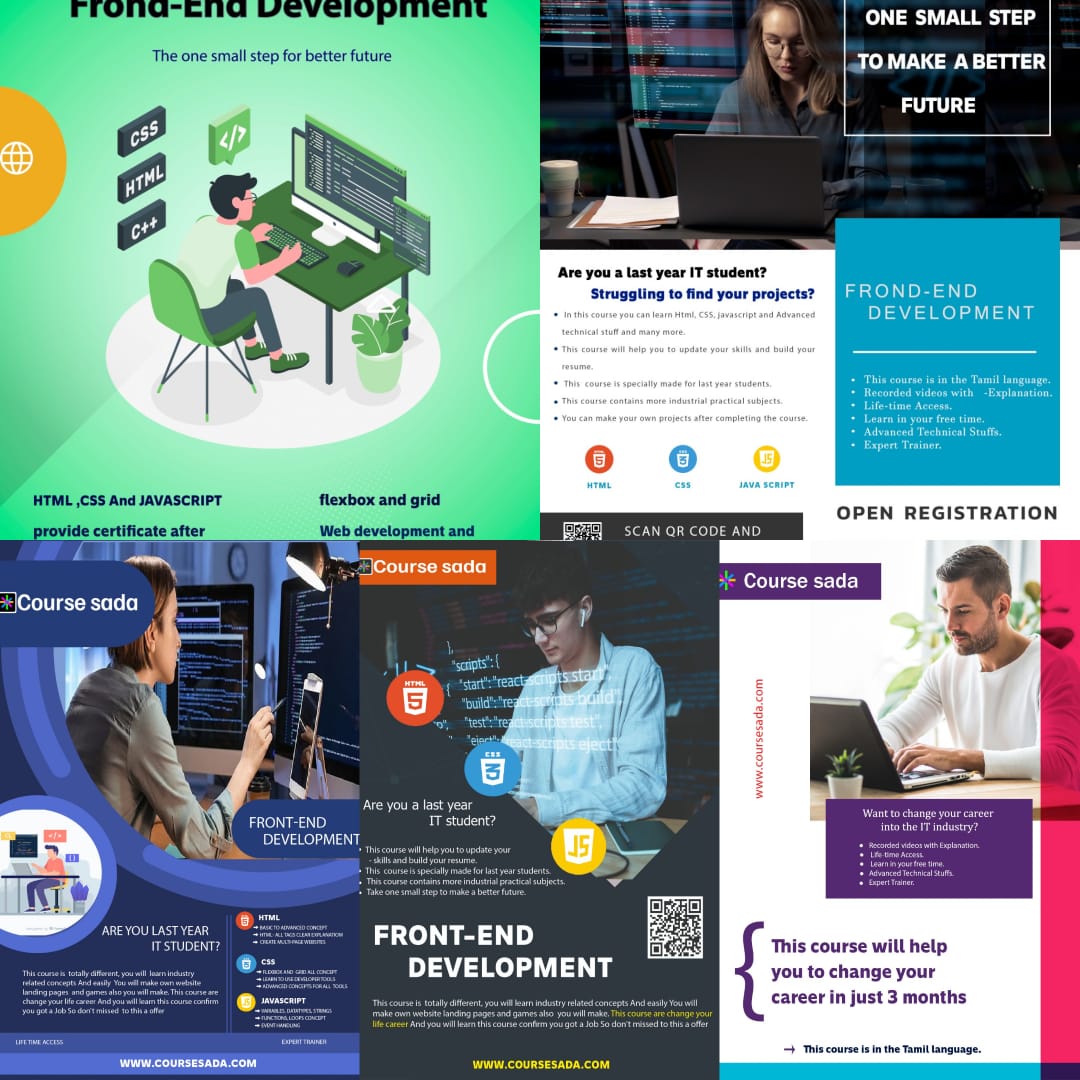 Frond-End Development
The one small step for better future
CSS
HTML
C++
</>
HTML ,CSS And JAVASCRIPT
provide certificate after
flexbox and grid
Web development and
ONE SMALL STEP
TO MAKE A BETTER
FUTURE
Are you a last year IT student?
Struggling to find your projects?
• In this course you can learn Html, CSS, javascript and Advanced
technical stuff and many more.
• This course will help you to update your skills and build your
resume.
• This course is specially made for last year students.
• This course contains more industrial practical subjects.
• You can make your own projects after completing the course.
HTML
CSS
JAVA SCRIPT
SCAN QR CODE AND
FROND-END
DEVELOPMENT
• This course is in the Tamil language.
• Recorded videos with -Explanation.
• Life-time Access.
• Learn in your free time.
• Advanced Technical Stuffs.
• Expert Trainer.
OPEN REGISTRATION
Course sada
FRONT-END
DEVELOPMENT
ARE YOU LAST YEAR
IT STUDENT?
This course is totally different, you will learn industry
related concepts And easily You will make own website
landing pages and games also you will make. This course are
change your life career And you will learn this course confirm
you got a Job So don't missed to this a offer
HTML
➔ BASIC TO ADVANCED CONCEPT
➔ HTML- ALL TAGS CLEAR EXPLANATION
➔ CREATE MULTI-PAGE WEBSITES
CSS
➔ FLEXBOX AND GRID ALL CONCEPT
➔ LEARN TO USE DEVELOPER TOOLS
➔ ADVANCED CONCEPTS FOR ALL TOOLS
JAVASCRIPT
➔ VARIABLES, DATATYPES, STRINGS
➔ FUNCTIONS, LOOPS CONCEPT
➔ EVENT HANDLING
LIFE TIME ACCESS
EXPERT TRAINER
WWW.COURSESADA.COM
Course sada
},
"scripts": {
"start": "react-scripts start",
"build": "react-scripts build"
"test": "react-scripts test",
"eject": "react-scripts eject"
HTML
5
CSS
3
JS
Are you a last year
IT student?
• This course will help you to update your
- skills and build your resume.
• This course is specially made for last year students.
• This course contains more industrial practical subjects.
• Take one small step to make a better future.
FRONT-END
DEVELOPMENT
This course is totally different, you will learn industry related concepts And easily You will
make own website landing pages and games also you will make. This course are change your
life career And you will learn this course confirm you got a Job So don't missed to this a offer
WWW.COURSESADA.COM
Course sada
www.coursesada.com
Want to change your career
into the IT industry?
• Recorded videos with Explanation.
• Life-time Access.
• Learn in your free time.
• Advanced Technical Stuffs.
• Expert Trainer.
{ This course will help
you to change your
career in just 3 months
→ This course is in the Tamil language.